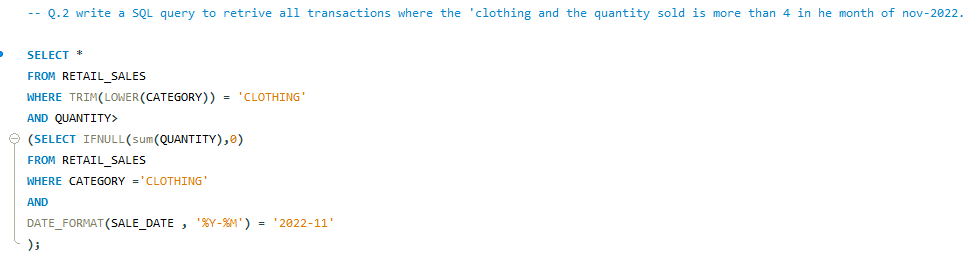 -- Q.2 write a SQL query to retrive all transactions where the 'clothing and the quantity sold is more than 4 in he month of nov-2022.
SELECT *
FROM RETAIL_SALES
WHERE TRIM(LOWER(CATEGORY)) = 'CLOTHING'
AND QUANTITY>
(SELECT IFNULL(sum(QUANTITY),0)
FROM RETAIL_SALES
WHERE CATEGORY ='CLOTHING'
AND
DATE_FORMAT(SALE_DATE , '%Y-%M') = '2022-11'
);